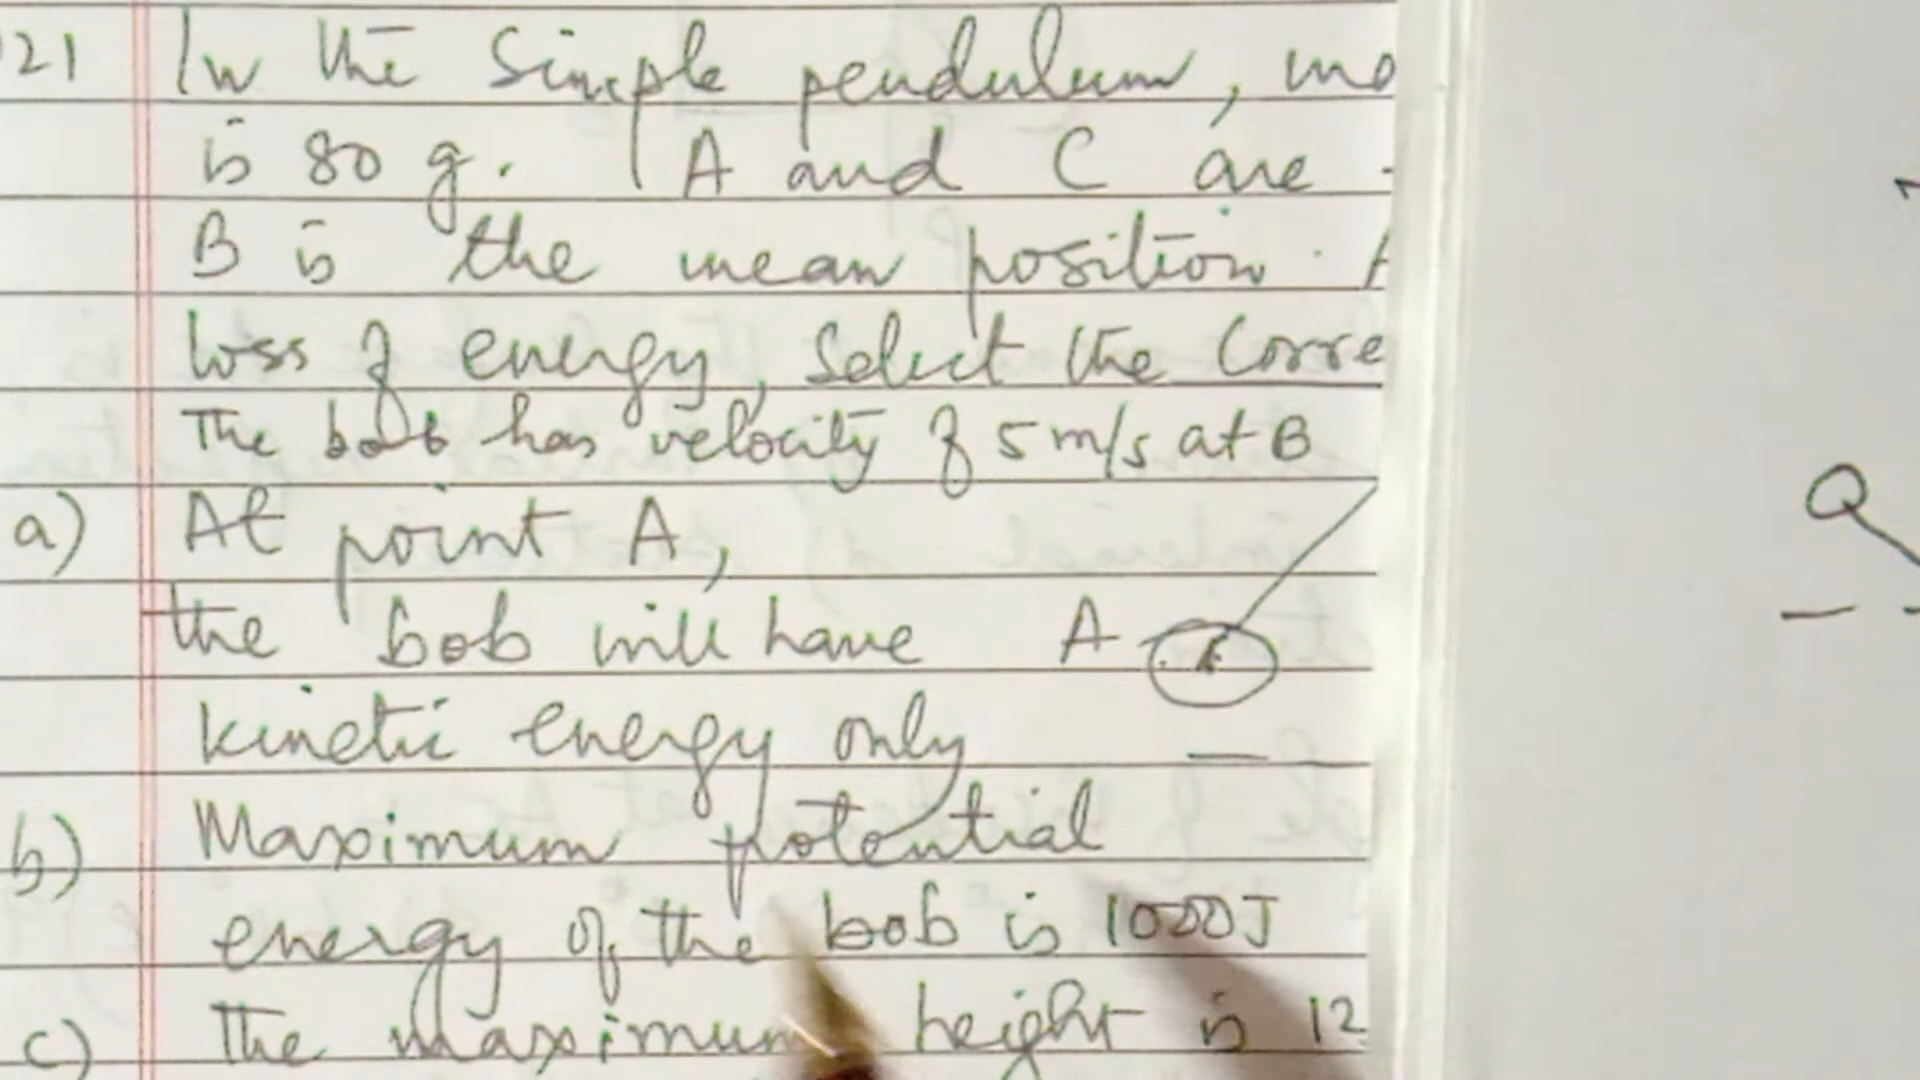 21 In the simple pendulum, ma
is 80 g. A and C are
B is the mean position. A
loss of energy, Select the Corre
The bob has velocity of 5 m/s at B
a) At point A,
the bob will have A
kinetic energy only
b) Maximum potential
energy of the bob is 1000J
c) The maximum height is 12
Q